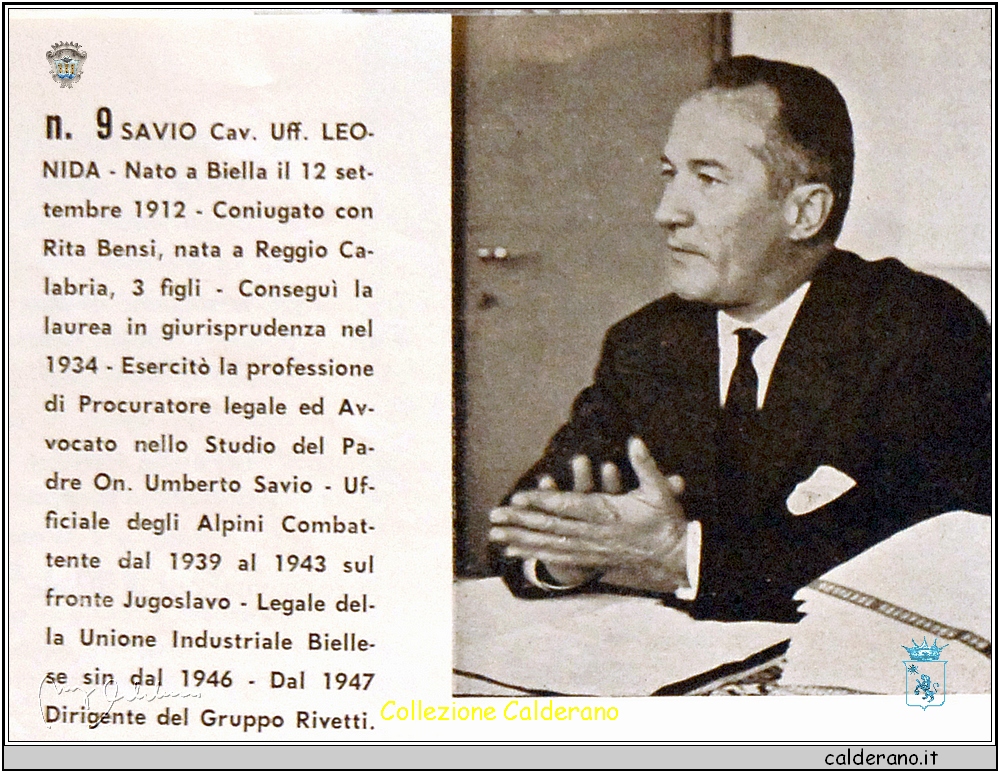 n. 9 SAVIO Cav. Uff. LEO-
NIDA - Nato a Biella il 12 set-
tembre 1912 - Coniugato con
Rita Bensi, nata a Reggio Ca-
labria, 3 figli - Conseguì la
laurea in giurisprudenza nel
1934 - Esercitò la professione
di Procuratore legale ed Av-
vocato nello Studio del Pa-
dre On. Umberto Savio - Uf-
ficiale degli Alpini Combat-
tente dal 1939 al 1943 sul
fronte Jugoslavo - Legale del-
la Unione Industriale Bielle-
se sin dal 1946 - Dal 1947
Dirigente del Gruppo Rivetti.
Collezione Calderano
calderano.it